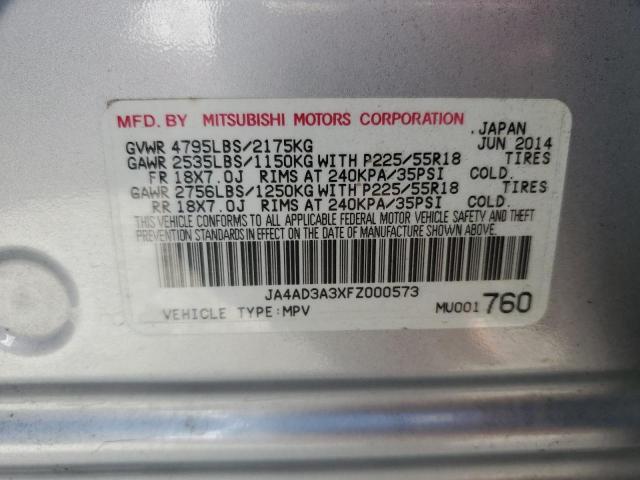 MFD. BY MITSUBISHI MOTORS CORPORATION . JAPAN
GVWR 4795LBS/2175KG JUN 2014
GAWR 2535LBS/1150KG WITH P225/55R18 TIRES
FR 18X7.0J RIMS AT 240KPA/35PSI COLD.
GAWR 2756LBS/1250KG WITH P225/55R18 TIRES
RR 18X7.0J RIMS AT 240KPA/35PSI COLD.
THIS VEHICLE CONFORMS TO ALL APPLICABLE FEDERAL MOTOR VEHICLE SAFETY AND THEFT
PREVENTION STANDARDS IN EFFECT ON THE DATE OF MANUFACTURE SHOWN ABOVE.
JA4AD3A3XFZ000573
VEHICLE TYPE:MPV MU001 760